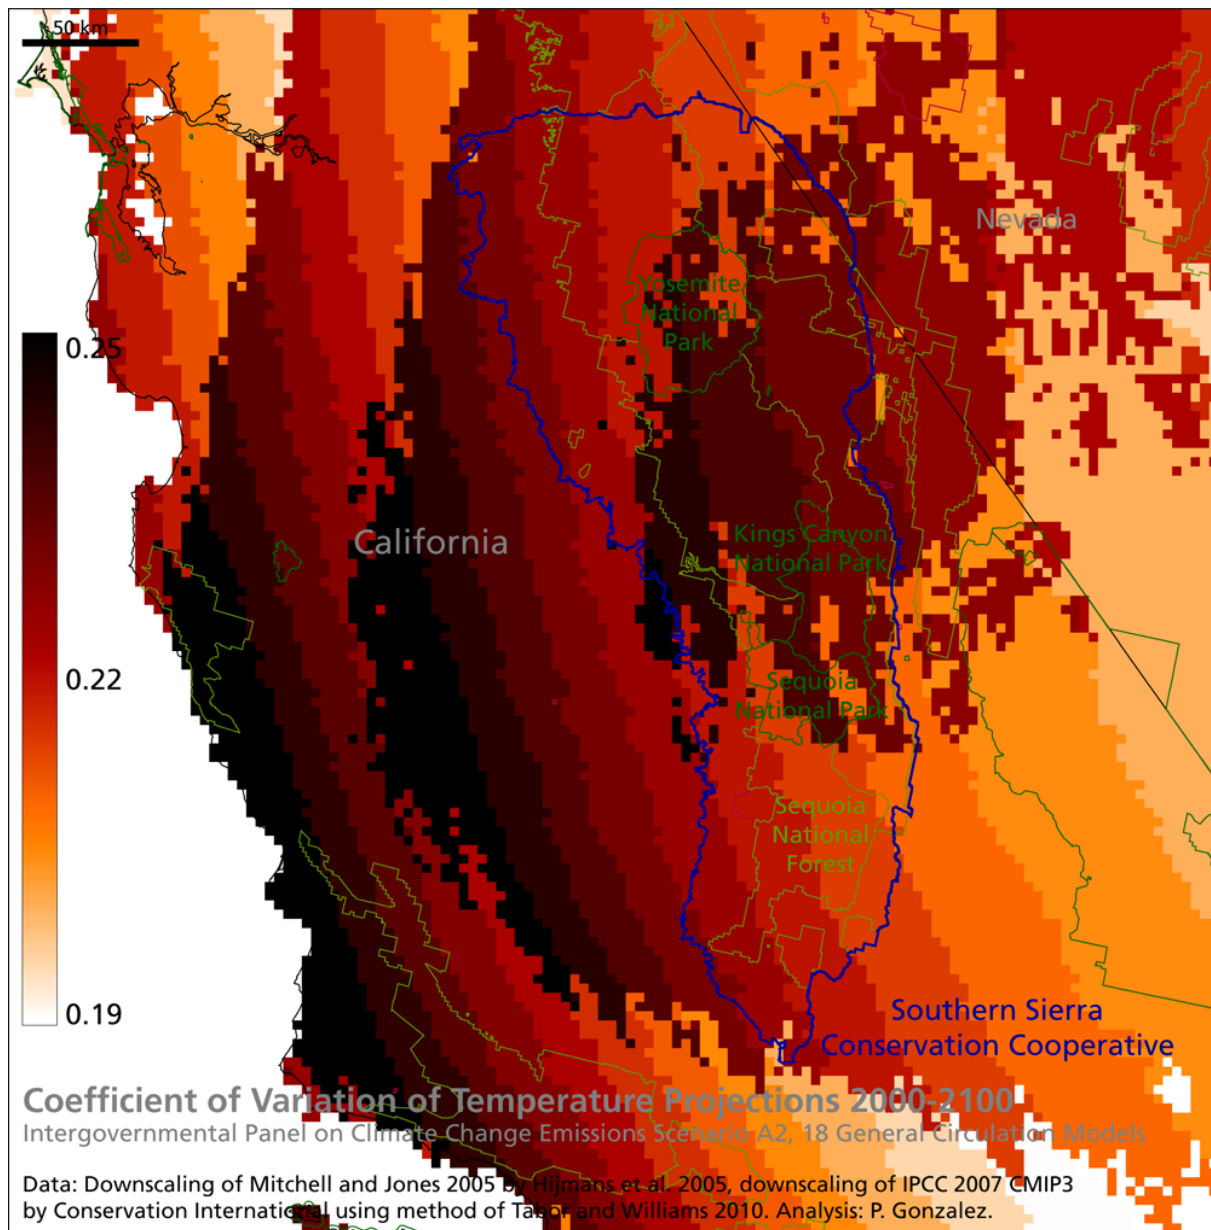 50 km
Nevada
Yosemite
National
Park
0.25
California
Kings Canyon
National Park
0.22
Sequoia
National Park
Sequoia
National
Forest
0.19
Southern Sierra
Conservation Cooperative
Coefficient of Variation of Temperature Projections 2000-2100
Intergovernmental Panel on Climate Change Emissions Scenario A2, 18 General Circulation Models
Data: Downscaling of Mitchell and Jones 2005 by Hijmans et al. 2005, downscaling of IPCC 2007 CMIP3
by Conservation International using method of Tabor and Williams 2010. Analysis: P. Gonzalez.